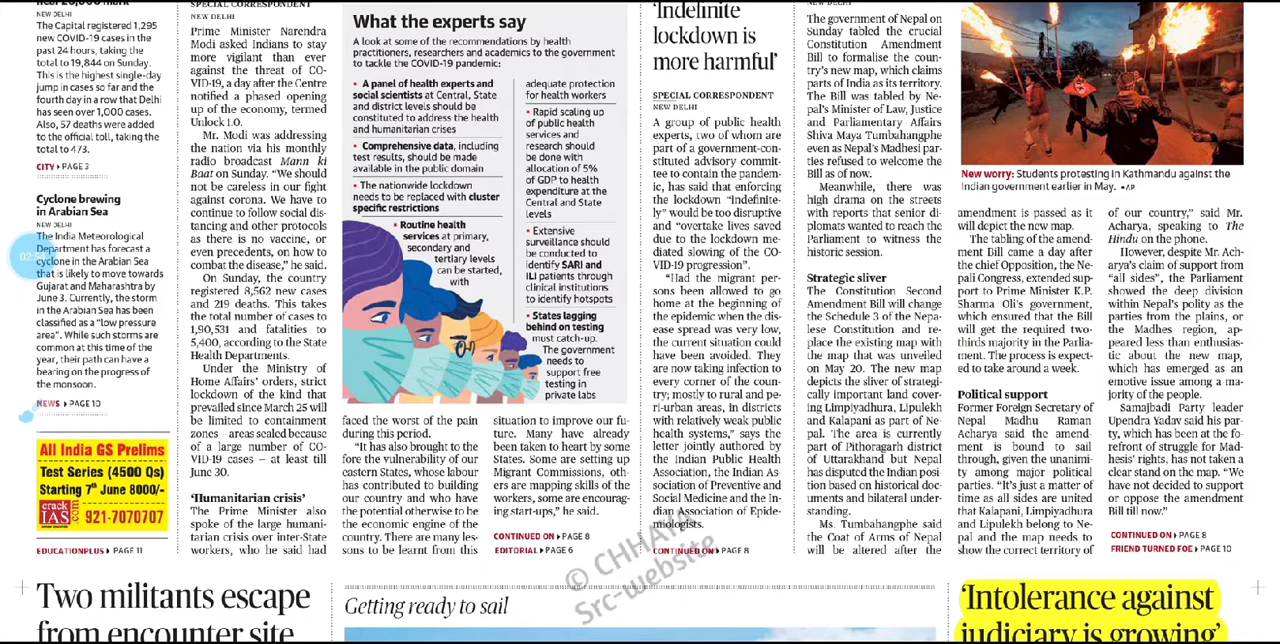 NEW DELHI
The Capital registered 1,295
new COVID-19 cases in the
past 24 hours, taking the
total to 19,844 on Sunday.
This is the highest single-day
jump in cases so far and the
fourth day in a row that Delhi
has seen over 1,000 cases.
Also, 57 deaths were added
to the official toll, taking the
total to 473.
CITY PAGE 3
Cyclone brewing
in Arabian Sea
NEW DELHI
The India Meteorological
Department has forecast a
cyclone in the Arabian Sea
that is likely to move towards
Gujarat and Maharashtra by
June 3. Currently, the storm
in the Arabian Sea has been
classified as a "low pressure
area". While such storms are
common at this time of the
year, their path can have a
bearing on the progress of
the monsoon.
NEWS PAGE 10
All India GS Prelims
Test Series (4500 Qs)
Starting 7th June 8000/-
crack
IAS.com
921-7070707
EDUCATIONPLUS PAGE 11
SPECIAL CORRESPONDENT
NEW DELHI
Prime Minister Narendra
Modi asked Indians to stay
more vigilant than ever
against the threat of CO-
VID-19, a day after the Centre
notified a phased opening
up of the economy, termed
Unlock 1.0.
Mr. Modi was addressing
the nation via his monthly
radio broadcast Mann ki
Baat on Sunday. "We should
not be careless in our fight
against corona. We have to
continue to follow social dis-
tancing and other protocols
as there is no vaccine, or
even precedents, on how to
combat the disease," he said.
On Sunday, the country
registered 8,562 new cases
and 219 deaths. This takes
the total number of cases to
1,90,531 and fatalities to
5,400, according to the State
Health Departments.
Under the Ministry of
Home Affairs' orders, strict
lockdown of the kind that
prevailed since March 25 will
be limited to containment
zones – areas sealed because
of a large number of CO-
VID-19 cases – at least till
June 30.
'Humanitarian crisis'
The Prime Minister also
spoke of the large humani-
tarian crisis over inter-State
workers, who he said had
What the experts say
A look at some of the recommendations by health
practitioners, researchers and academics to the government
to tackle the COVID-19 pandemic:
• A panel of health experts and
social scientists at Central, State
and district levels should be
constituted to address the health
and humanitarian crises
• Comprehensive data, including
test results, should be made
available in the public domain
• The nationwide lockdown
needs to be replaced with cluster
specific restrictions
• Routine health
services at primary,
secondary and
tertiary levels
can be started,
with
adequate protection
for health workers
• Rapid scaling up
of public health
services and
research should
be done with
allocation of 5%
of GDP to health
expenditure at the
Central and State
levels
• Extensive
surveillance should
be conducted to
identify SARI and
ILI patients through
clinical institutions
to identify hotspots
• States lagging
behind on testing
must catch-up.
The government
needs to
support free
testing in
private labs
faced the worst of the pain
during this period.
"It has also brought to the
fore the vulnerability of our
eastern States, whose labour
has contributed to building
our country and who have
the potential otherwise to be
the economic engine of the
country. There are many les-
sons to be learnt from this
situation to improve our fu-
ture. Many have already
been taken to heart by some
States. Some are setting up
Migrant Commissions, oth-
ers are mapping skills of the
workers, some are encourag-
ing start-ups," he said.
CONTINUED ON PAGE 8
EDITORIAL PAGE 6
'Indefinite
lockdown is
more harmful'
SPECIAL CORRESPONDENT
NEW DELHI
A group of public health
experts, two of whom are
part of a government-con-
stituted advisory commit-
tee to contain the pandem-
ic, has said that enforcing
the lockdown "indefinite-
ly" would be too disruptive
and "overtake lives saved
due to the lockdown me-
diated slowing of the CO-
VID-19 progression".
"Had the migrant per-
sons been allowed to go
home at the beginning of
the epidemic when the dis-
ease spread was very low,
the current situation could
have been avoided. They
are now taking infection to
every corner of the coun-
try; mostly to rural and pe-
ri-urban areas, in districts
with relatively weak public
health systems," says the
letter jointly authored by
the Indian Public Health
Association, the Indian As-
sociation of Preventive and
Social Medicine and the In-
dian Association of Epide-
miologists.
CONTINUED ON PAGE 8
The government of Nepal on
Sunday tabled the crucial
Constitution Amendment
Bill to formalise the coun-
try's new map, which claims
parts of India as its territory.
The Bill was tabled by Ne-
pal's Minister of Law, Justice
and Parliamentary Affairs
Shiva Maya Tumbahangphe
even as Nepal's Madhesi par-
ties refused to welcome the
Bill as of now.
Meanwhile, there was
high drama on the streets
with reports that senior di-
plomats wanted to reach the
Parliament to witness the
historic session.
Strategic sliver
The Constitution Second
Amendment Bill will change
the Schedule 3 of the Nepa-
lese Constitution and re-
place the existing map with
the map that was unveiled
on May 20. The new map
depicts the sliver of strategi-
cally important land cover-
ing Limpiyadhura, Lipulekh
and Kalapani as part of Ne-
pal. The area is currently
part of Pithoragarh district
of Uttarakhand but Nepal
has disputed the Indian posi-
tion based on historical doc-
uments and bilateral under-
standing.
Ms. Tumbahangphe said
the Coat of Arms of Nepal
will be altered after the
New worry: Students protesting in Kathmandu against the
Indian government earlier in May. • AP
amendment is passed as it
will depict the new map.
The tabling of the amend-
ment Bill came a day after
the chief Opposition, the Ne-
pali Congress, extended sup-
port to Prime Minister K.P.
Sharma Oli's government,
which ensured that the Bill
will get the required two-
thirds majority in the Parlia-
ment. The process is expect-
ed to take around a week.
Political support
Former Foreign Secretary of
Nepal Madhu Raman
Acharya said the amend-
ment is bound to sail
through, given the unanimi-
ty among major political
parties. "It's just a matter of
time as all sides are united
that Kalapani, Limpiyadhura
and Lipulekh belong to Ne-
pal and the map needs to
show the correct territory of
of our country," said Mr.
Acharya, speaking to The
Hindu on the phone.
However, despite Mr. Ach-
arya's claim of support from
"all sides", the Parliament
showed the deep division
within Nepal's polity as the
parties from the plains, or
the Madhes region, ap-
peared less than enthusias-
tic about the new map,
which has emerged as an
emotive issue among a ma-
jority of the people.
Samajbadi Party leader
Upendra Yadav said his par-
ty, which has been at the fo-
refront of struggle for Mad-
hesis' rights, has not taken a
clear stand on the map. "We
have not decided to support
or oppose the amendment
Bill till now."
CONTINUED ON PAGE 8
FRIEND TURNED FOE PAGE 10
Two militants escape
from encounter site
Getting ready to sail
'Intolerance against
judiciary is growing'
© CHHAYA
Src-website